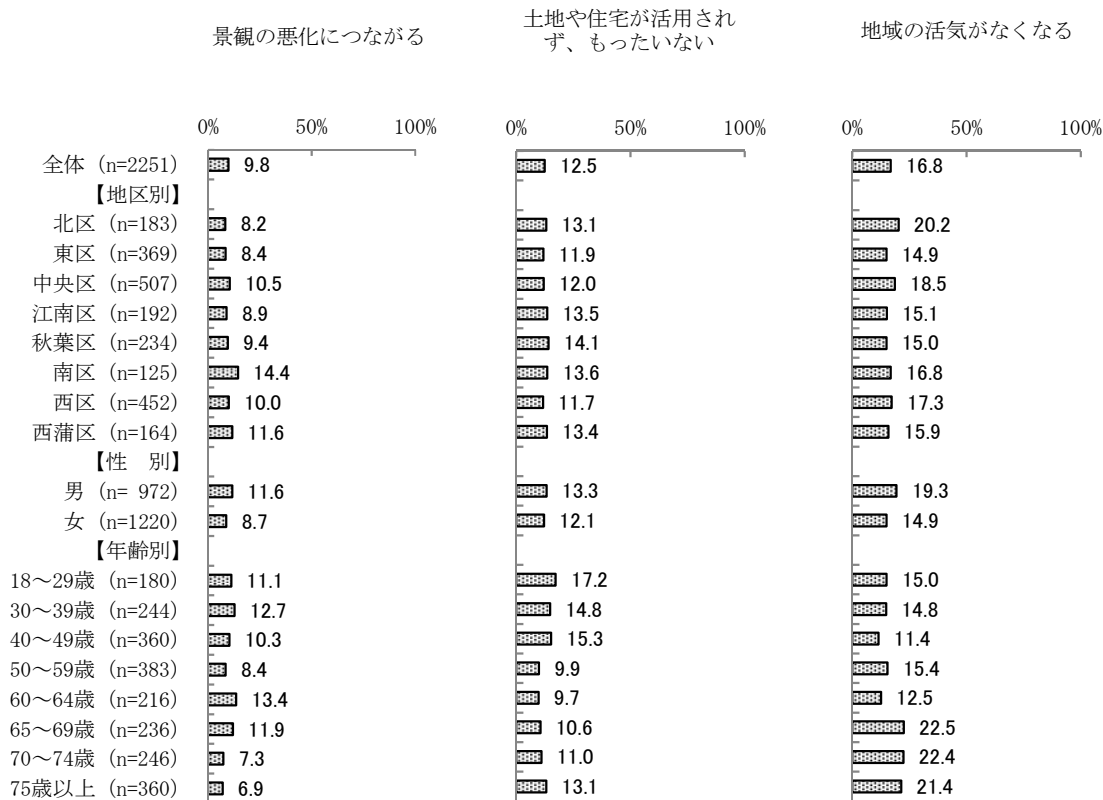 景観の悪化につながる
土地や住宅が活用され
ず、もったいない
地域の活気がなくなる
0% 50% 100% 0% 50% 100% 0% 50% 100%
全体 (n=2251) 9.8 12.5 16.8
【地区別】
北区 (n=183) 8.2 13.1 20.2
東区 (n=369) 8.4 11.9 14.9
中央区 (n=507) 10.5 12.0 18.5
江南区 (n=192) 8.9 13.5 15.1
秋葉区 (n=234) 9.4 14.1 15.0
南区 (n=125) 14.4 13.6 16.8
西区 (n=452) 10.0 11.7 17.3
西蒲区 (n=164) 11.6 13.4 15.9
【性　別】
男 (n= 972) 11.6 13.3 19.3
女 (n=1220) 8.7 12.1 14.9
【年齢別】
18～29歳 (n=180) 11.1 17.2 15.0
30～39歳 (n=244) 12.7 14.8 14.8
40～49歳 (n=360) 10.3 15.3 11.4
50～59歳 (n=383) 8.4 9.9 15.4
60～64歳 (n=216) 13.4 9.7 12.5
65～69歳 (n=236) 11.9 10.6 22.5
70～74歳 (n=246) 7.3 11.0 22.4
75歳以上 (n=360) 6.9 13.1 21.4